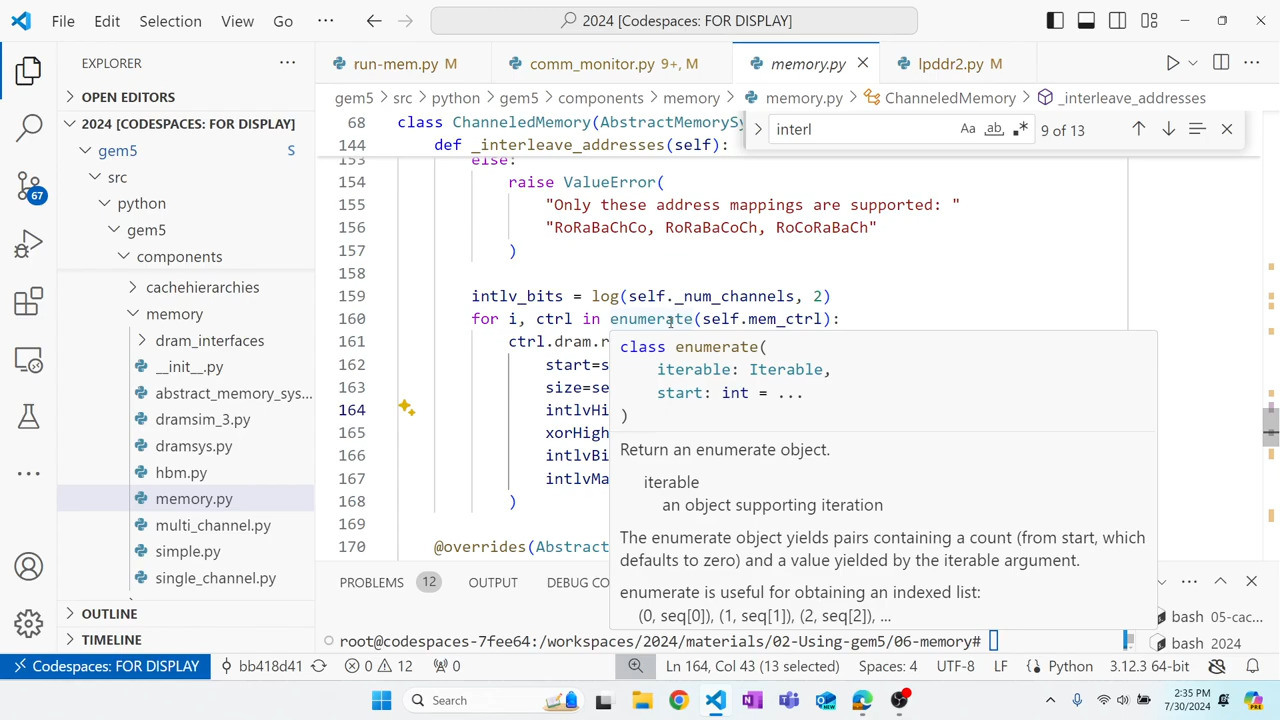 File Edit Selection View Go ··· 2024 [Codespaces: FOR DISPLAY]
EXPLORER ···
run-mem.py M comm_monitor.py 9+, M memory.py lpddr2.py M
OPEN EDITORS
gem5 > src > python > gem5 > components > memory > memory.py > ChanneledMemory > _interleave_addresses
2024 [CODESPACES: FOR DISPLAY]
gem5 S
src
python
gem5
components
cachehierarchies
memory
dram_interfaces
__init__.py
abstract_memory_sys...
dramsim_3.py
dramsys.py
hbm.py
memory.py
multi_channel.py
simple.py
single_channel.py
OUTLINE
TIMELINE
67
interl Aa ab 9 of 13
68 class ChanneledMemory(AbstractMemorySy
144 def _interleave_addresses(self):
153 else:
154 raise ValueError(
155 "Only these address mappings are supported: "
156 "RoRaBaChCo, RoRaBaCoCh, RoCoRaBaCh"
157 )
158
159 intlv_bits = log(self._num_channels, 2)
160 for i, ctrl in enumerate(self.mem_ctrl):
161 ctrl.dram.r
162 start=s
163 size=se
164 intlvHi
165 xorHigh
166 intlvBi
167 intlvMa
168 )
169
170 @overrides(Abstract
class enumerate(
iterable: Iterable,
start: int = ...
)
Return an enumerate object.
iterable
an object supporting iteration
The enumerate object yields pairs containing a count (from start, which
defaults to zero) and a value yielded by the iterable argument.
enumerate is useful for obtaining an indexed list:
(0, seq[0]), (1, seq[1]), (2, seq[2]), ...
PROBLEMS 12 OUTPUT DEBUG CO
root@codespaces-7fee64:/workspaces/2024/materials/02-Using-gem5/06-memory#
bash 05-cac...
bash 06-me...
Codespaces: FOR DISPLAY bb418d41 0 12 0 Ln 164, Col 43 (13 selected) Spaces: 4 UTF-8 LF Python 3.12.3 64-bit
Search
2:35 PM
7/30/2024
PRE